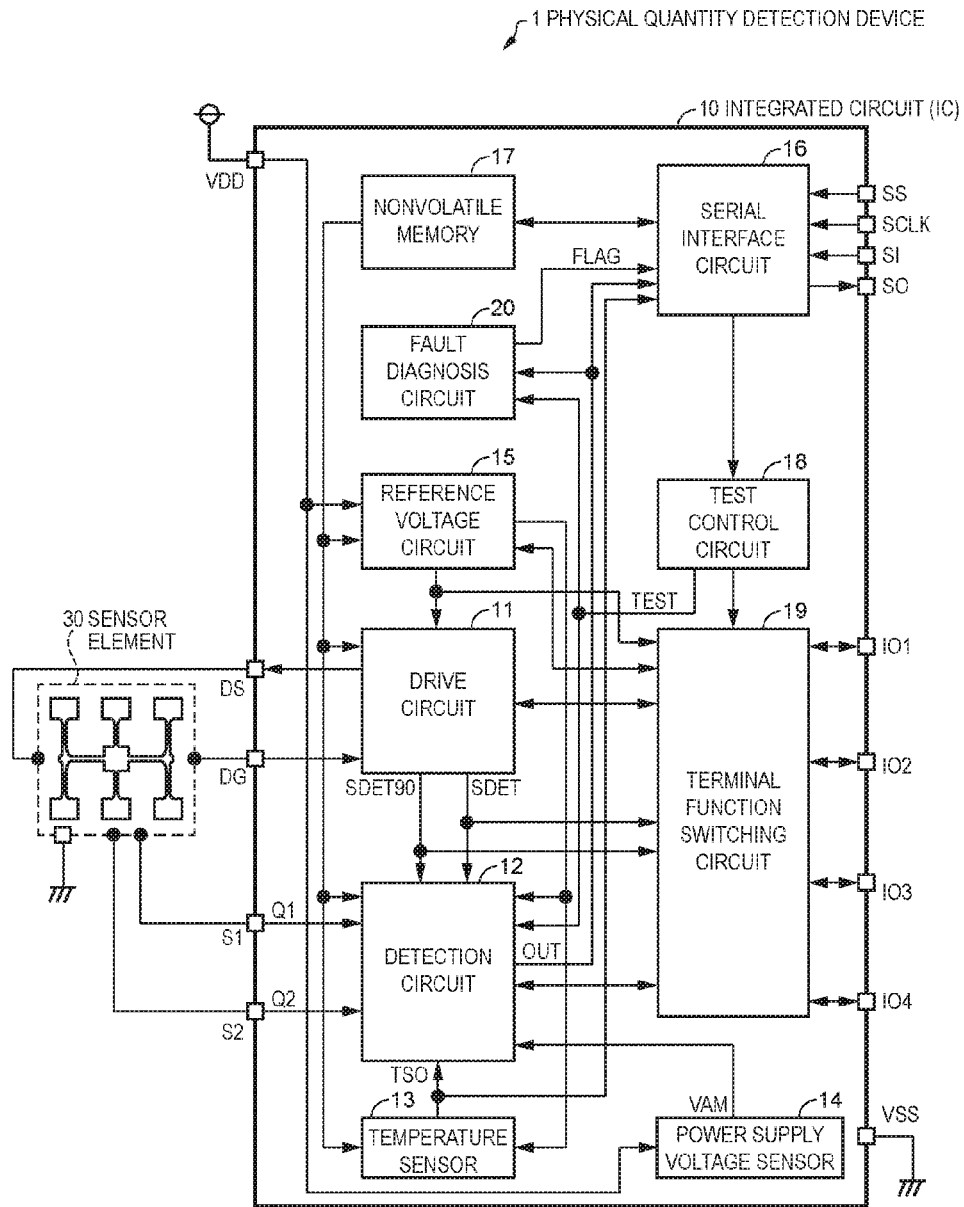 1 PHYSICAL QUANTITY DETECTION DEVICE
10 INTEGRATED CIRCUIT (IC)
VDD
17
NONVOLATILE
MEMORY
16
SERIAL
INTERFACE
CIRCUIT
SS
SCLK
SI
SO
FLAG
20
FAULT
DIAGNOSIS
CIRCUIT
15
REFERENCE
VOLTAGE
CIRCUIT
18
TEST
CONTROL
CIRCUIT
TEST
30 SENSOR
ELEMENT
11
DRIVE
CIRCUIT
19
TERMINAL
FUNCTION
SWITCHING
CIRCUIT
DS
DG
IO1
IO2
IO3
IO4
SDET90
SDET
12
DETECTION
CIRCUIT
Q1
S1
Q2
S2
OUT
TSO
13
TEMPERATURE
SENSOR
VAM
14
POWER SUPPLY
VOLTAGE SENSOR
VSS